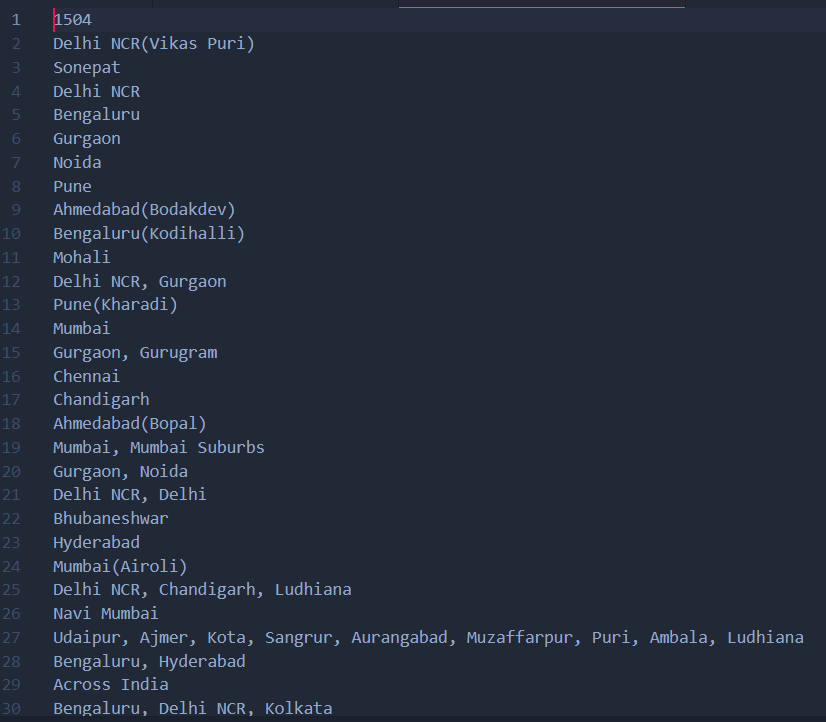 1 1504
2 Delhi NCR(Vikas Puri)
3 Sonepat
4 Delhi NCR
5 Bengaluru
6 Gurgaon
7 Noida
8 Pune
9 Ahmedabad(Bodakdev)
10 Bengaluru(Kodihalli)
11 Mohali
12 Delhi NCR, Gurgaon
13 Pune(Kharadi)
14 Mumbai
15 Gurgaon, Gurugram
16 Chennai
17 Chandigarh
18 Ahmedabad(Bopal)
19 Mumbai, Mumbai Suburbs
20 Gurgaon, Noida
21 Delhi NCR, Delhi
22 Bhubaneshwar
23 Hyderabad
24 Mumbai(Airoli)
25 Delhi NCR, Chandigarh, Ludhiana
26 Navi Mumbai
27 Udaipur, Ajmer, Kota, Sangrur, Aurangabad, Muzaffarpur, Puri, Ambala, Ludhiana
28 Bengaluru, Hyderabad
29 Across India
30 Bengaluru, Delhi NCR, Kolkata